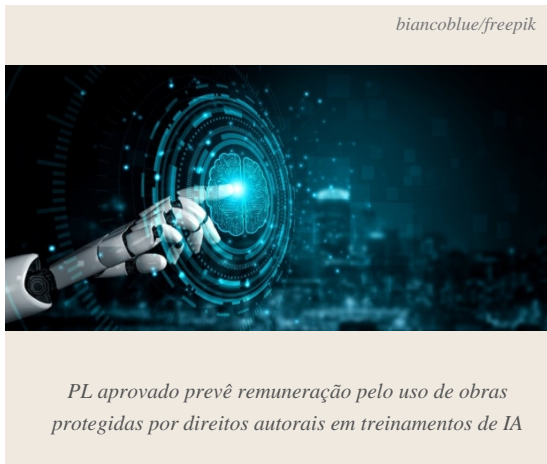 biancoblue/freepik
PL aprovado prevê remuneração pelo uso de obras
protegidas por direitos autorais em treinamentos de IA